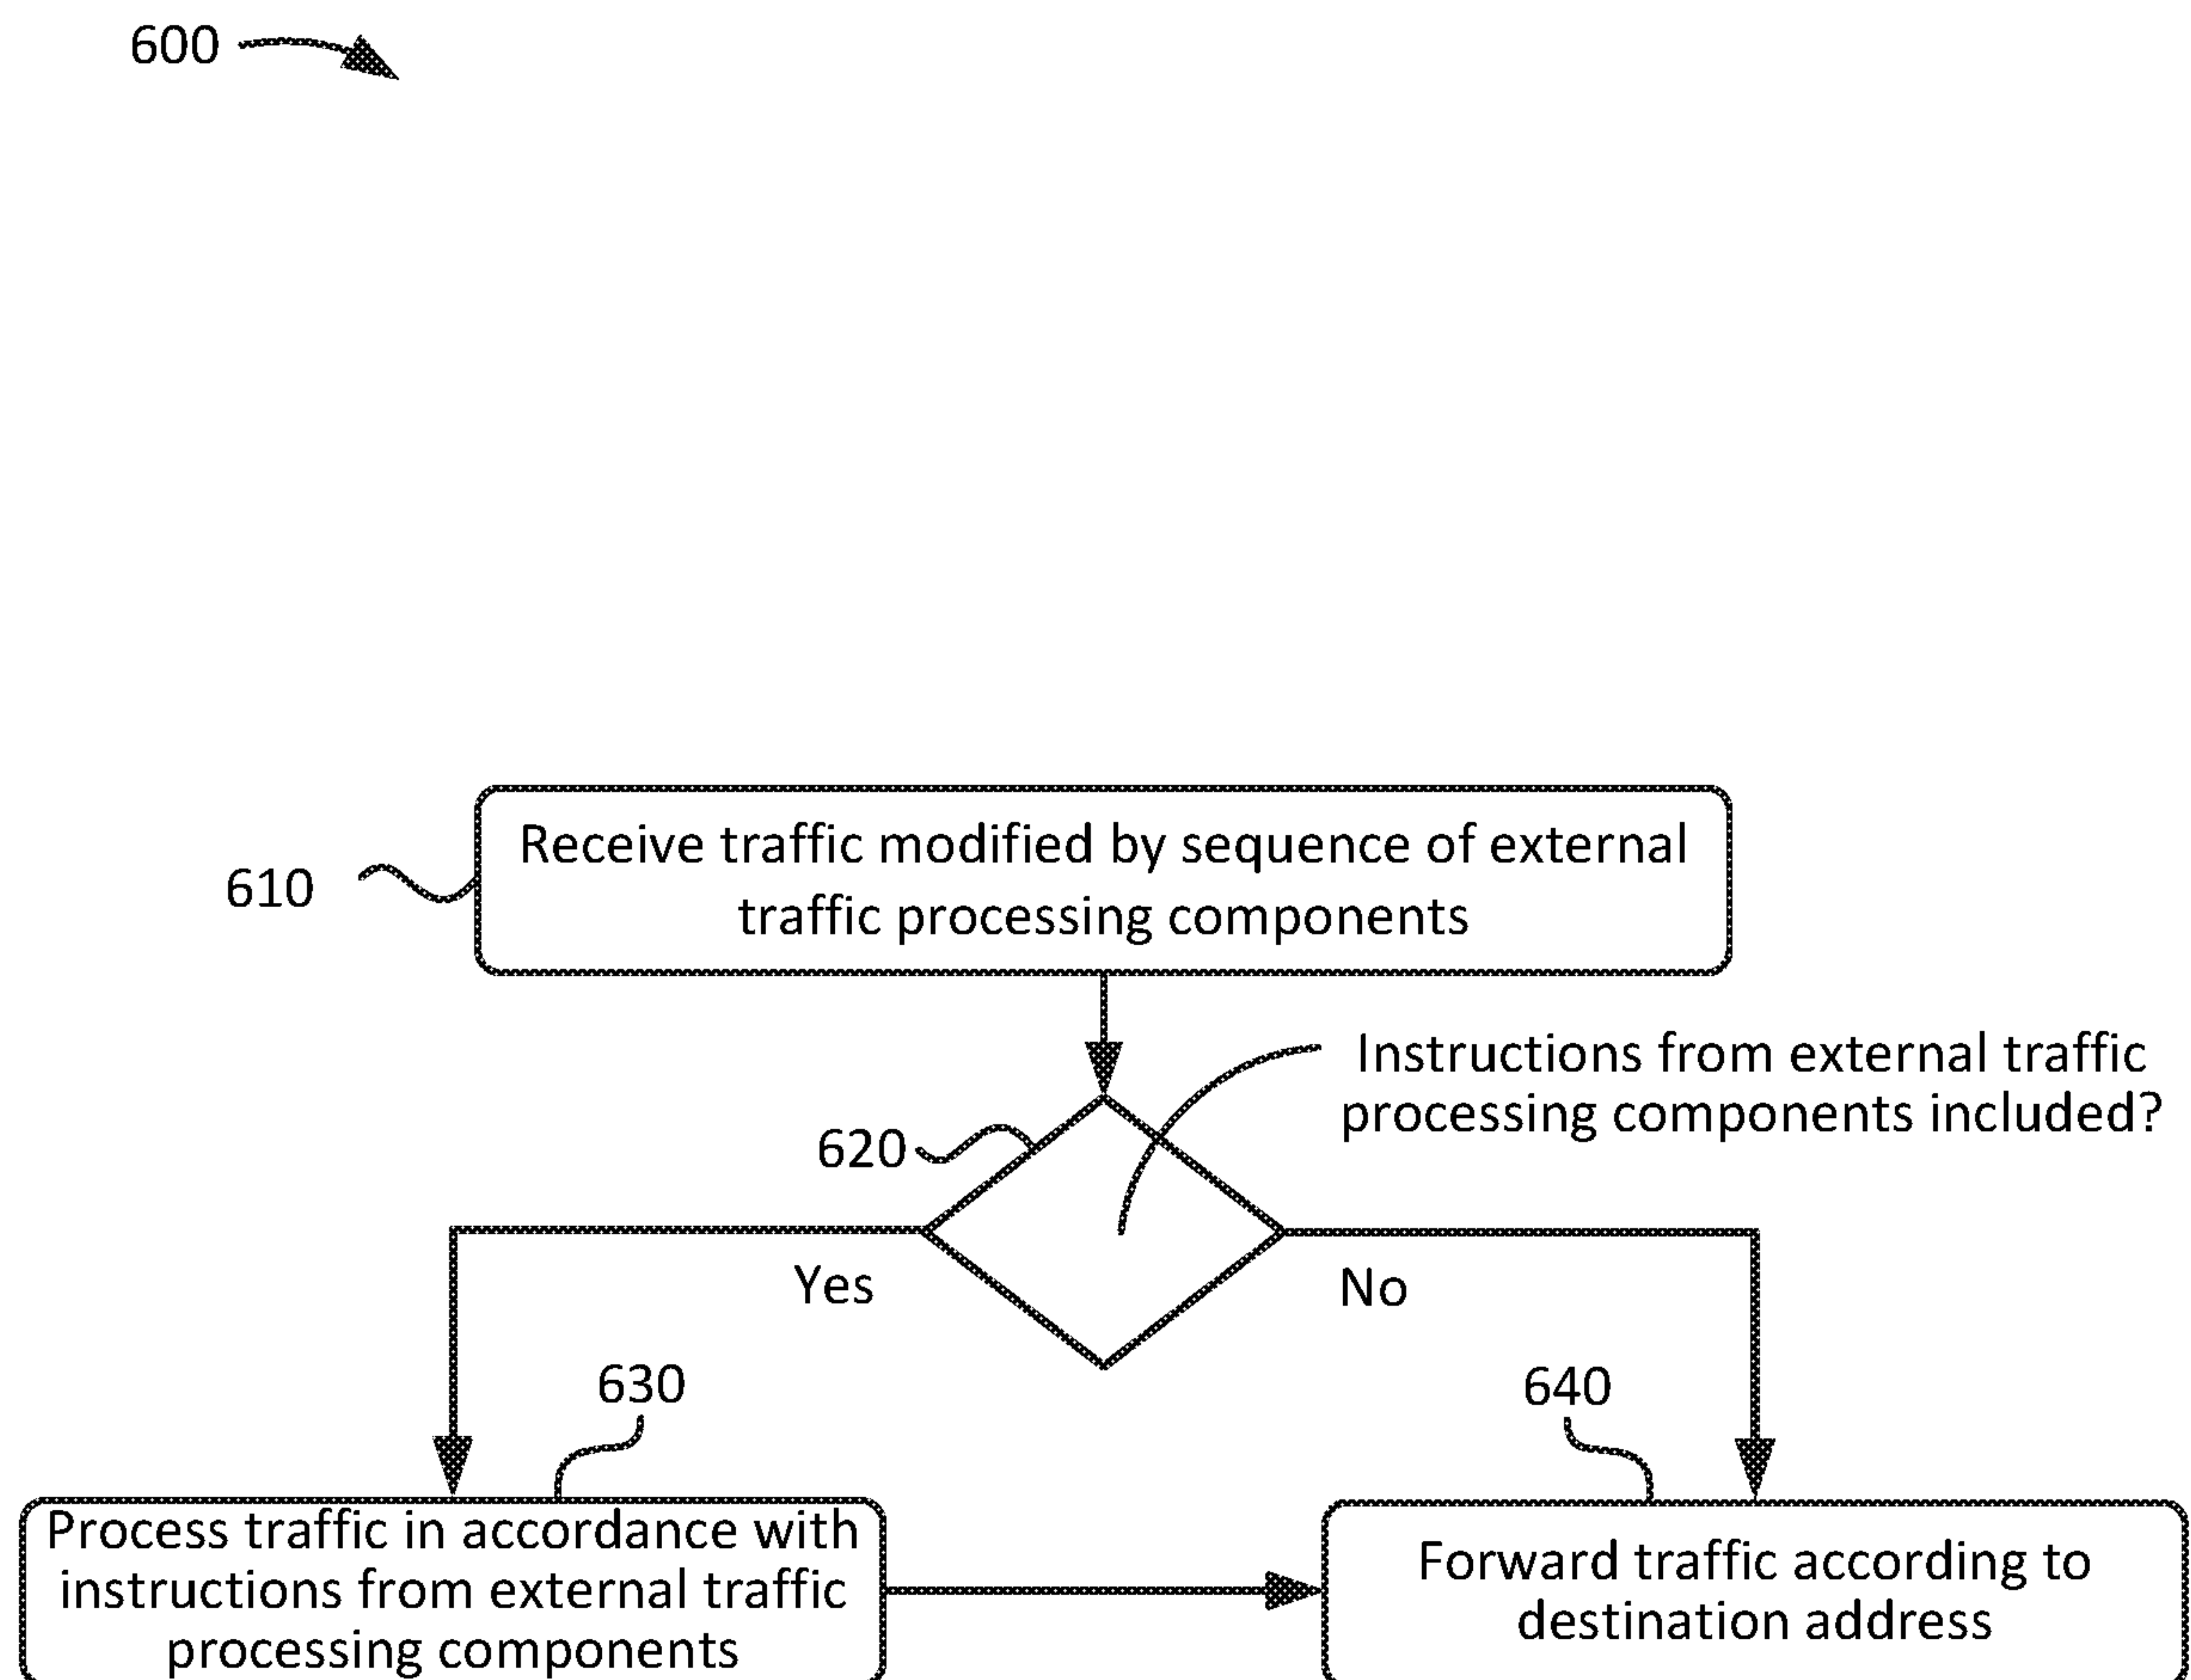 600
Receive traffic modified by sequence of external
traffic processing components
610
Instructions from external traffic
processing components included?
620
Yes
No
630
640
Process traffic in accordance with
instructions from external traffic
processing components
Forward traffic according to
destination address